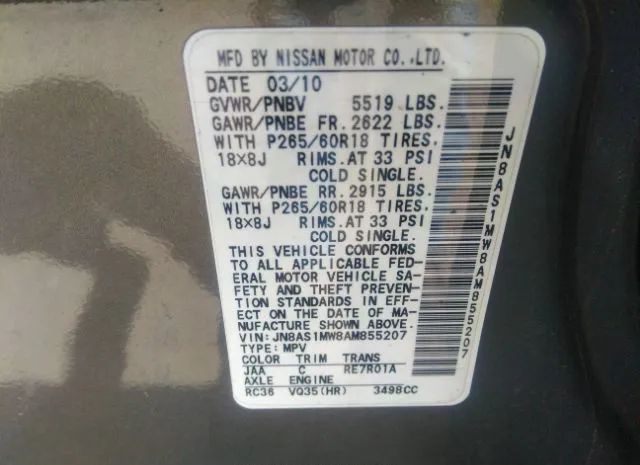 MFD BY NISSAN MOTOR CO.,LTD.
DATE 03/10
GVWR/PNBV 5519 LBS.
GAWR/PNBE FR. 2622 LBS.
WITH P265/60R18 TIRES.
18×8J RIMS. AT 33 PSI
COLD SINGLE.
GAWR/PNBE RR. 2915 LBS.
WITH P265/60R18 TIRES.
18×8J RIMS. AT 33 PSI
COLD SINGLE.
THIS VEHICLE CONFORMS
TO ALL APPLICABLE FED-
ERAL MOTOR VEHICLE SA-
FETY AND THEFT PREVEN-
TION STANDARDS IN EFF-
ECT ON THE DATE OF MA-
NUFACTURE SHOWN ABOVE.
VIN: JN8AS1MW8AM855207
TYPE: MPV
COLOR TRIM TRANS
JAA C RE7R01A
AXLE ENGINE
RC36 VQ35(HR) 3498CC
JN8AS1MW8AM855207